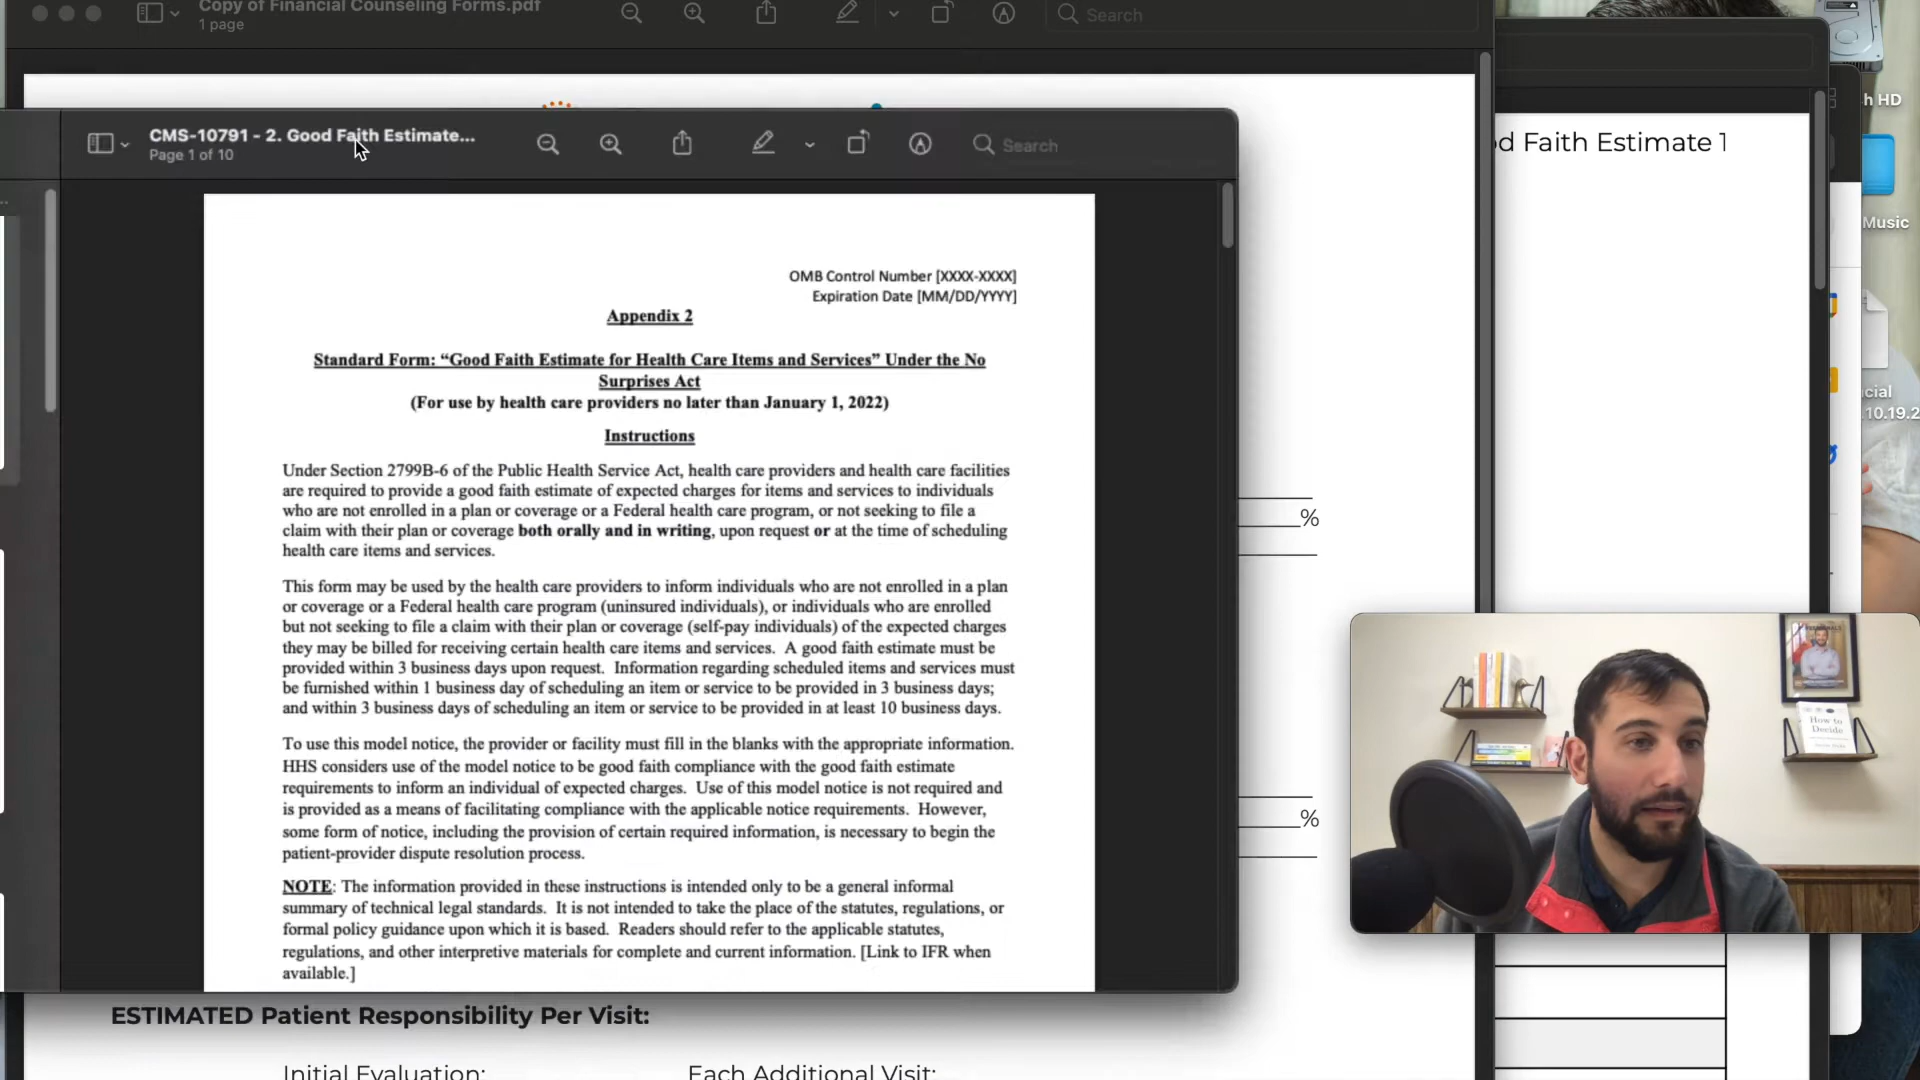 Copy of Financial Counseling Forms.pdf
1 page
Search
CMS-10791 - 2. Good Faith Estimate...
Page 1 of 10
Search
OMB Control Number [XXXX-XXXX]
Expiration Date [MM/DD/YYYY]
Appendix 2
Standard Form: “Good Faith Estimate for Health Care Items and Services” Under the No
Surprises Act
(For use by health care providers no later than January 1, 2022)
Instructions
Under Section 2799B-6 of the Public Health Service Act, health care providers and health care facilities
are required to provide a good faith estimate of expected charges for items and services to individuals
who are not enrolled in a plan or coverage or a Federal health care program, or not seeking to file a
claim with their plan or coverage both orally and in writing, upon request or at the time of scheduling
health care items and services.
This form may be used by the health care providers to inform individuals who are not enrolled in a plan
or coverage or a Federal health care program (uninsured individuals), or individuals who are enrolled
but not seeking to file a claim with their plan or coverage (self-pay individuals) of the expected charges
they may be billed for receiving certain health care items and services. A good faith estimate must be
provided within 3 business days upon request. Information regarding scheduled items and services must
be furnished within 1 business day of scheduling an item or service to be provided in 3 business days;
and within 3 business days of scheduling an item or service to be provided in at least 10 business days.
To use this model notice, the provider or facility must fill in the blanks with the appropriate information.
HHS considers use of the model notice to be good faith compliance with the good faith estimate
requirements to inform an individual of expected charges. Use of this model notice is not required and
is provided as a means of facilitating compliance with the applicable notice requirements. However,
some form of notice, including the provision of certain required information, is necessary to begin the
patient-provider dispute resolution process.
NOTE: The information provided in these instructions is intended only to be a general informal
summary of technical legal standards. It is not intended to take the place of the statutes, regulations, or
formal policy guidance upon which it is based. Readers should refer to the applicable statutes,
regulations, and other interpretive materials for complete and current information. [Link to IFR when
available.]
%
%
ESTIMATED Patient Responsibility Per Visit:
Initial Evaluation:
Each Additional Visit:
d Faith Estimate 1
h HD
Music
cial
.10.19.2
How to
Decide